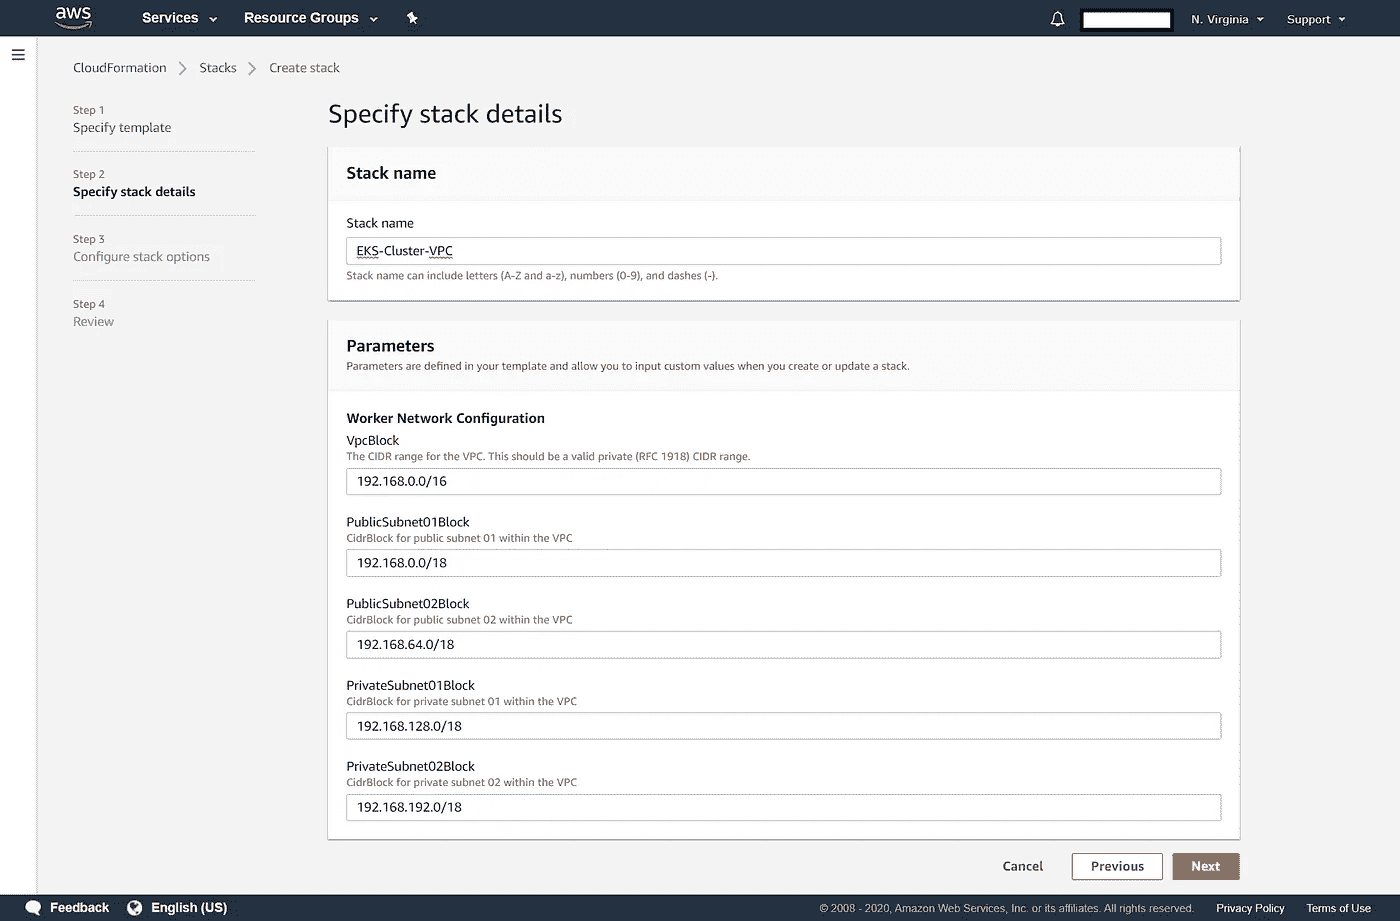 aws Services Resource Groups N. Virginia Support
CloudFormation Stacks Create stack
Step 1
Specify template
Step 2
Specify stack details
Step 3
Configure stack options
Step 4
Review
Specify stack details
Stack name
Stack name
EKS-Cluster-VPC
Stack name can include letters (A-Z and a-z), numbers (0-9), and dashes (-).
Parameters
Parameters are defined in your template and allow you to input custom values when you create or update a stack.
Worker Network Configuration
VpcBlock
The CIDR range for the VPC. This should be a valid private (RFC 1918) CIDR range.
192.168.0.0/16
PublicSubnet01Block
CidrBlock for public subnet 01 within the VPC
192.168.0.0/18
PublicSubnet02Block
CidrBlock for public subnet 02 within the VPC
192.168.64.0/18
PrivateSubnet01Block
CidrBlock for private subnet 01 within the VPC
192.168.128.0/18
PrivateSubnet02Block
CidrBlock for private subnet 02 within the VPC
192.168.192.0/18
Cancel Previous Next
Feedback English (US) © 2008 - 2020, Amazon Web Services, Inc. or its affiliates. All rights reserved. Privacy Policy Terms of Use